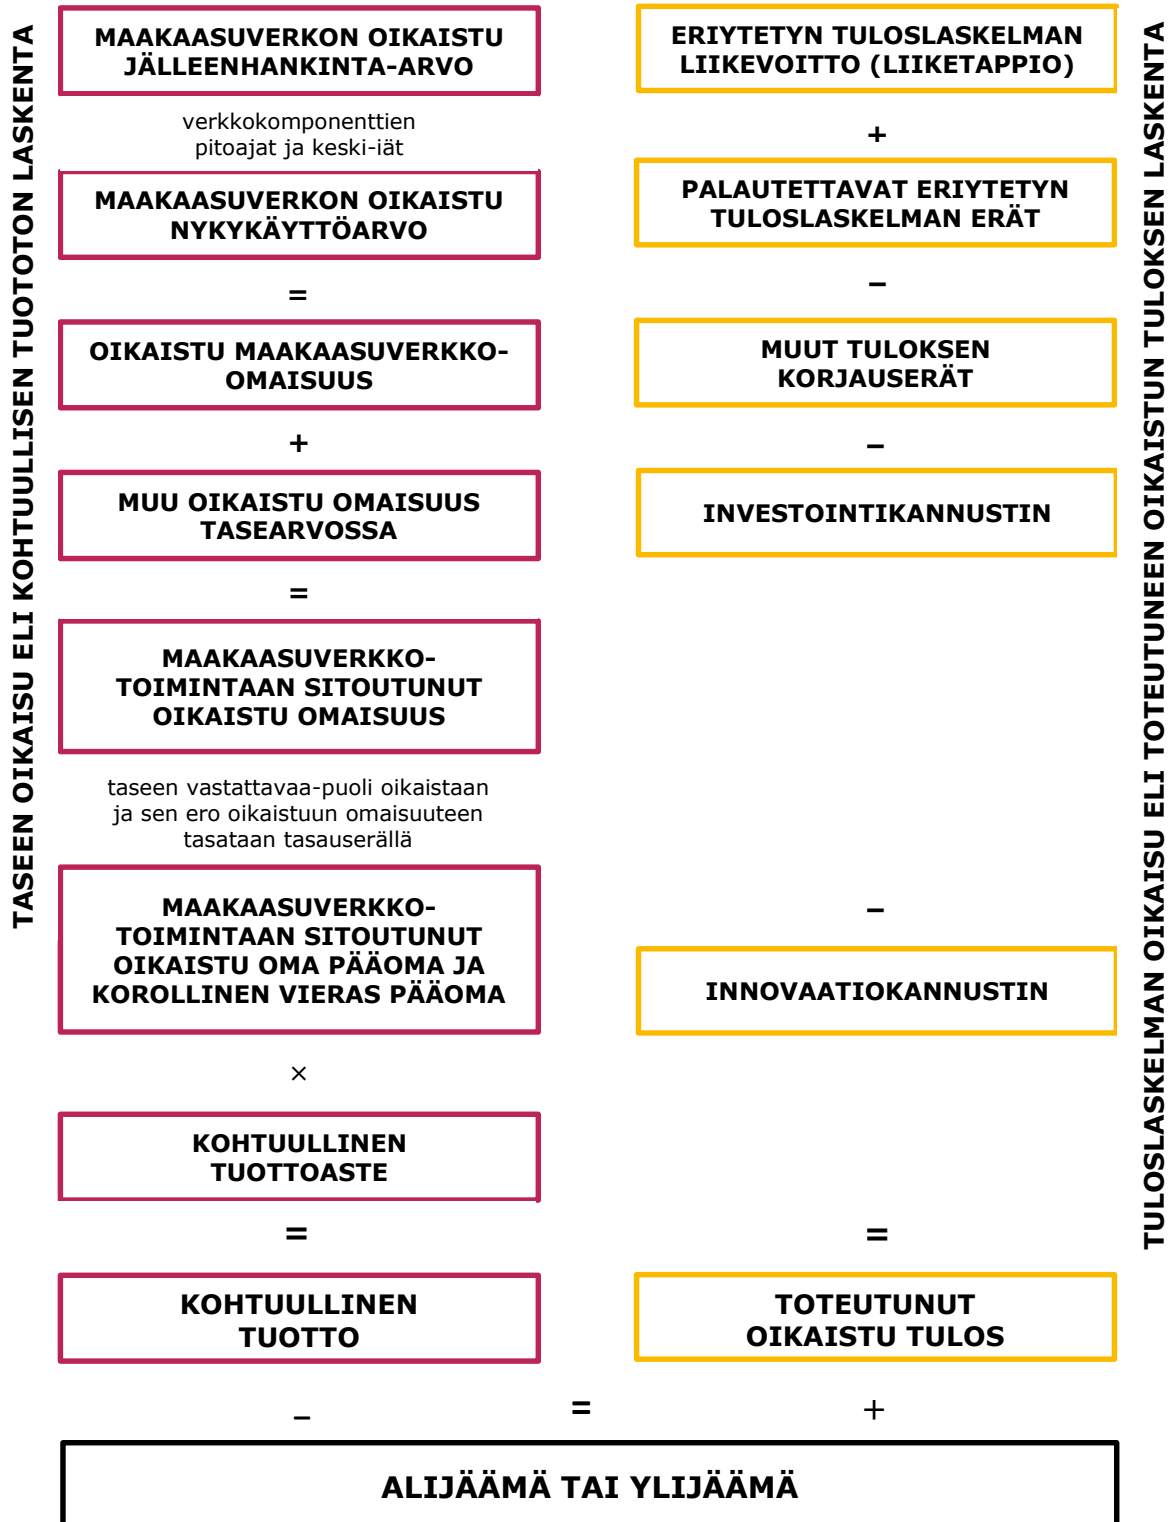 TASEEN OIKAISU ELI KOHTUULLISEN TUOTOTON LASKENTA
MAAKAASUVERKON OIKAISTU
JÄLLEENHANKINTA-ARVO
verkkokomponenttien
pitoajat ja keski-iät
MAAKAASUVERKON OIKAISTU
NYKYKÄYTTÖARVO
=
OIKAISTU MAAKAASUVERKKO-
OMAISUUS
+
MUU OIKAISTU OMAISUUS
TASEARVOSSA
=
MAAKAASUVERKKO-
TOIMINTAAN SITOUTUNUT
OIKAISTU OMAISUUS
taseen vastattavaa-puoli oikaistaan
ja sen ero oikaistuun omaisuuteen
tasataan tasauserällä
MAAKAASUVERKKO-
TOIMINTAAN SITOUTUNUT
OIKAISTU OMA PÄÄOMA JA
KOROLLINEN VIERAS PÄÄOMA
×
KOHTUULLINEN
TUOTTOASTE
=
KOHTUULLINEN
TUOTTO
ERIYTETYN TULOSLASKELMAN
LIIKEVOITTO (LIIKETAPPIO)
+
PALAUTETTAVAT ERIYTETYN
TULOSLASKELMAN ERÄT
–
MUUT TULOKSEN
KORJAUSERÄT
–
INVESTOINTIKANNUSTIN
–
INNOVAATIOKANNUSTIN
=
TOTEUTUNUT
OIKAISTU TULOS
TULOSLASKELMAN OIKAISU ELI TOTEUTUNEEN OIKAISTUN TULOKSEN LASKENTA
– = +
ALIJÄÄMÄ TAI YLIJÄÄMÄ